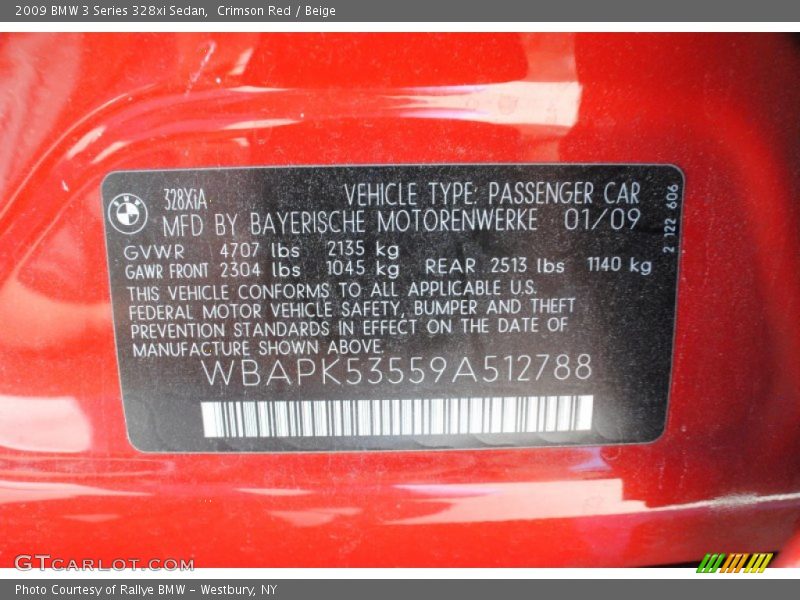 2009 BMW 3 Series 328xi Sedan, Crimson Red / Beige
328XiA VEHICLE TYPE: PASSENGER CAR
MFD BY BAYERISCHE MOTORENWERKE 01/09
GVWR 4707 lbs 2135 kg
GAWR FRONT 2304 lbs 1045 kg REAR 2513 lbs 1140 kg
THIS VEHICLE CONFORMS TO ALL APPLICABLE U.S.
FEDERAL MOTOR VEHICLE SAFETY, BUMPER AND THEFT
PREVENTION STANDARDS IN EFFECT ON THE DATE OF
MANUFACTURE SHOWN ABOVE.
WBAPK53559A512788
2 122 606
GTCARLOT.COM
Photo Courtesy of Rallye BMW - Westbury, NY